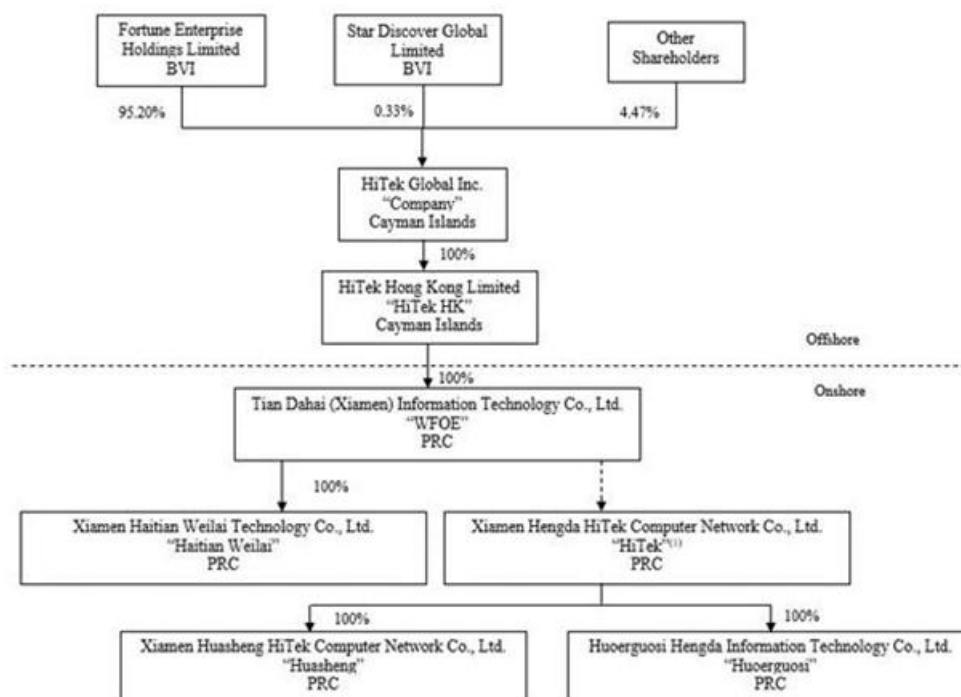 Fortune Enterprise
Holdings Limited
BVI
Star Discover Global
Limited
BVI
Other
Shareholders
95.20%
0.33%
4.47%
HiTek Global Inc.
“Company”
Cayman Islands
100%
HiTek Hong Kong Limited
“HiTek HK”
Cayman Islands
Offshore
100%
Onshore
Tian Dahai (Xiamen) Information Technology Co., Ltd.
“WFOE”
PRC
100%
Xiamen Haitian Weilai Technology Co., Ltd.
“Haitian Weilai”
PRC
Xiamen Hengda HiTek Computer Network Co., Ltd.
“HiTek”⁽¹⁾
PRC
100%
100%
Xiamen Huasheng HiTek Computer Network Co., Ltd.
“Huasheng”
PRC
Huoerguosi Hengda Information Technology Co., Ltd.
“Huoerguosi”
PRC